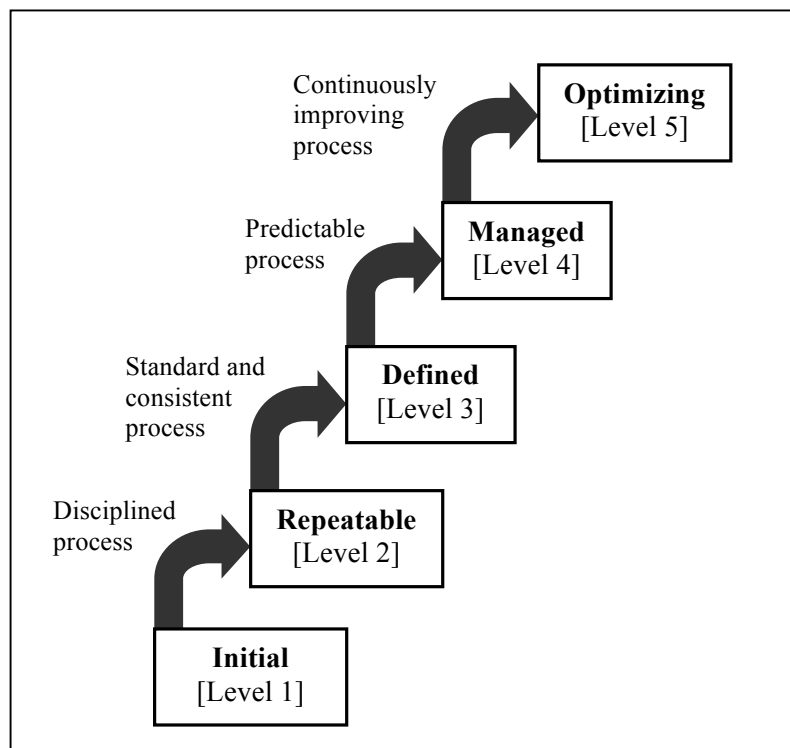 Continuously
improving
process
Optimizing
[Level 5]
Predictable
process
Managed
[Level 4]
Standard and
consistent
process
Defined
[Level 3]
Disciplined
process
Repeatable
[Level 2]
Initial
[Level 1]